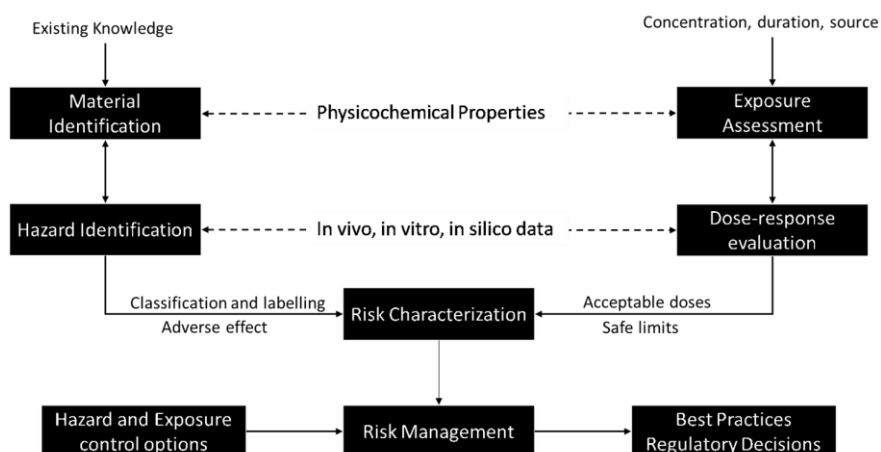 Existing Knowledge
Concentration, duration, source
Material
Identification
Physicochemical Properties
Exposure
Assessment
Hazard Identification
In vivo, in vitro, in silico data
Dose-response
evaluation
Classification and labelling
Adverse effect
Risk Characterization
Acceptable doses
Safe limits
Hazard and Exposure
control options
Risk Management
Best Practices
Regulatory Decisions